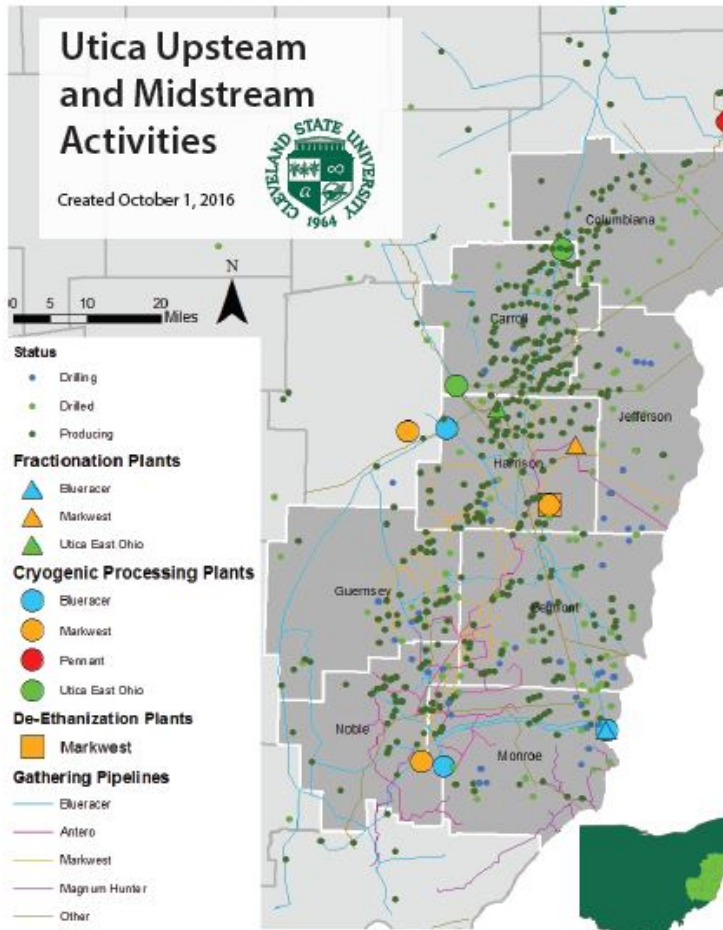 Utica Upsteam
and Midstream
Activities
Created October 1, 2016
CLEVELAND STATE UNIVERSITY
1964
N
00 5 10 20
Miles
Status
Drilling
Drilled
Producing
Fractionation Plants
Blueracer
Markwest
Utica East Ohio
Cryogenic Processing Plants
Blueracer
Markwest
Pennant
Utica East Ohio
De-Ethanization Plants
Markwest
Gathering Pipelines
Blueracer
Antero
Markwest
Magnum Hunter
Other
Columbiana
Carroll
Jefferson
Harrison
Guernsey
Belmont
Noble
Monroe